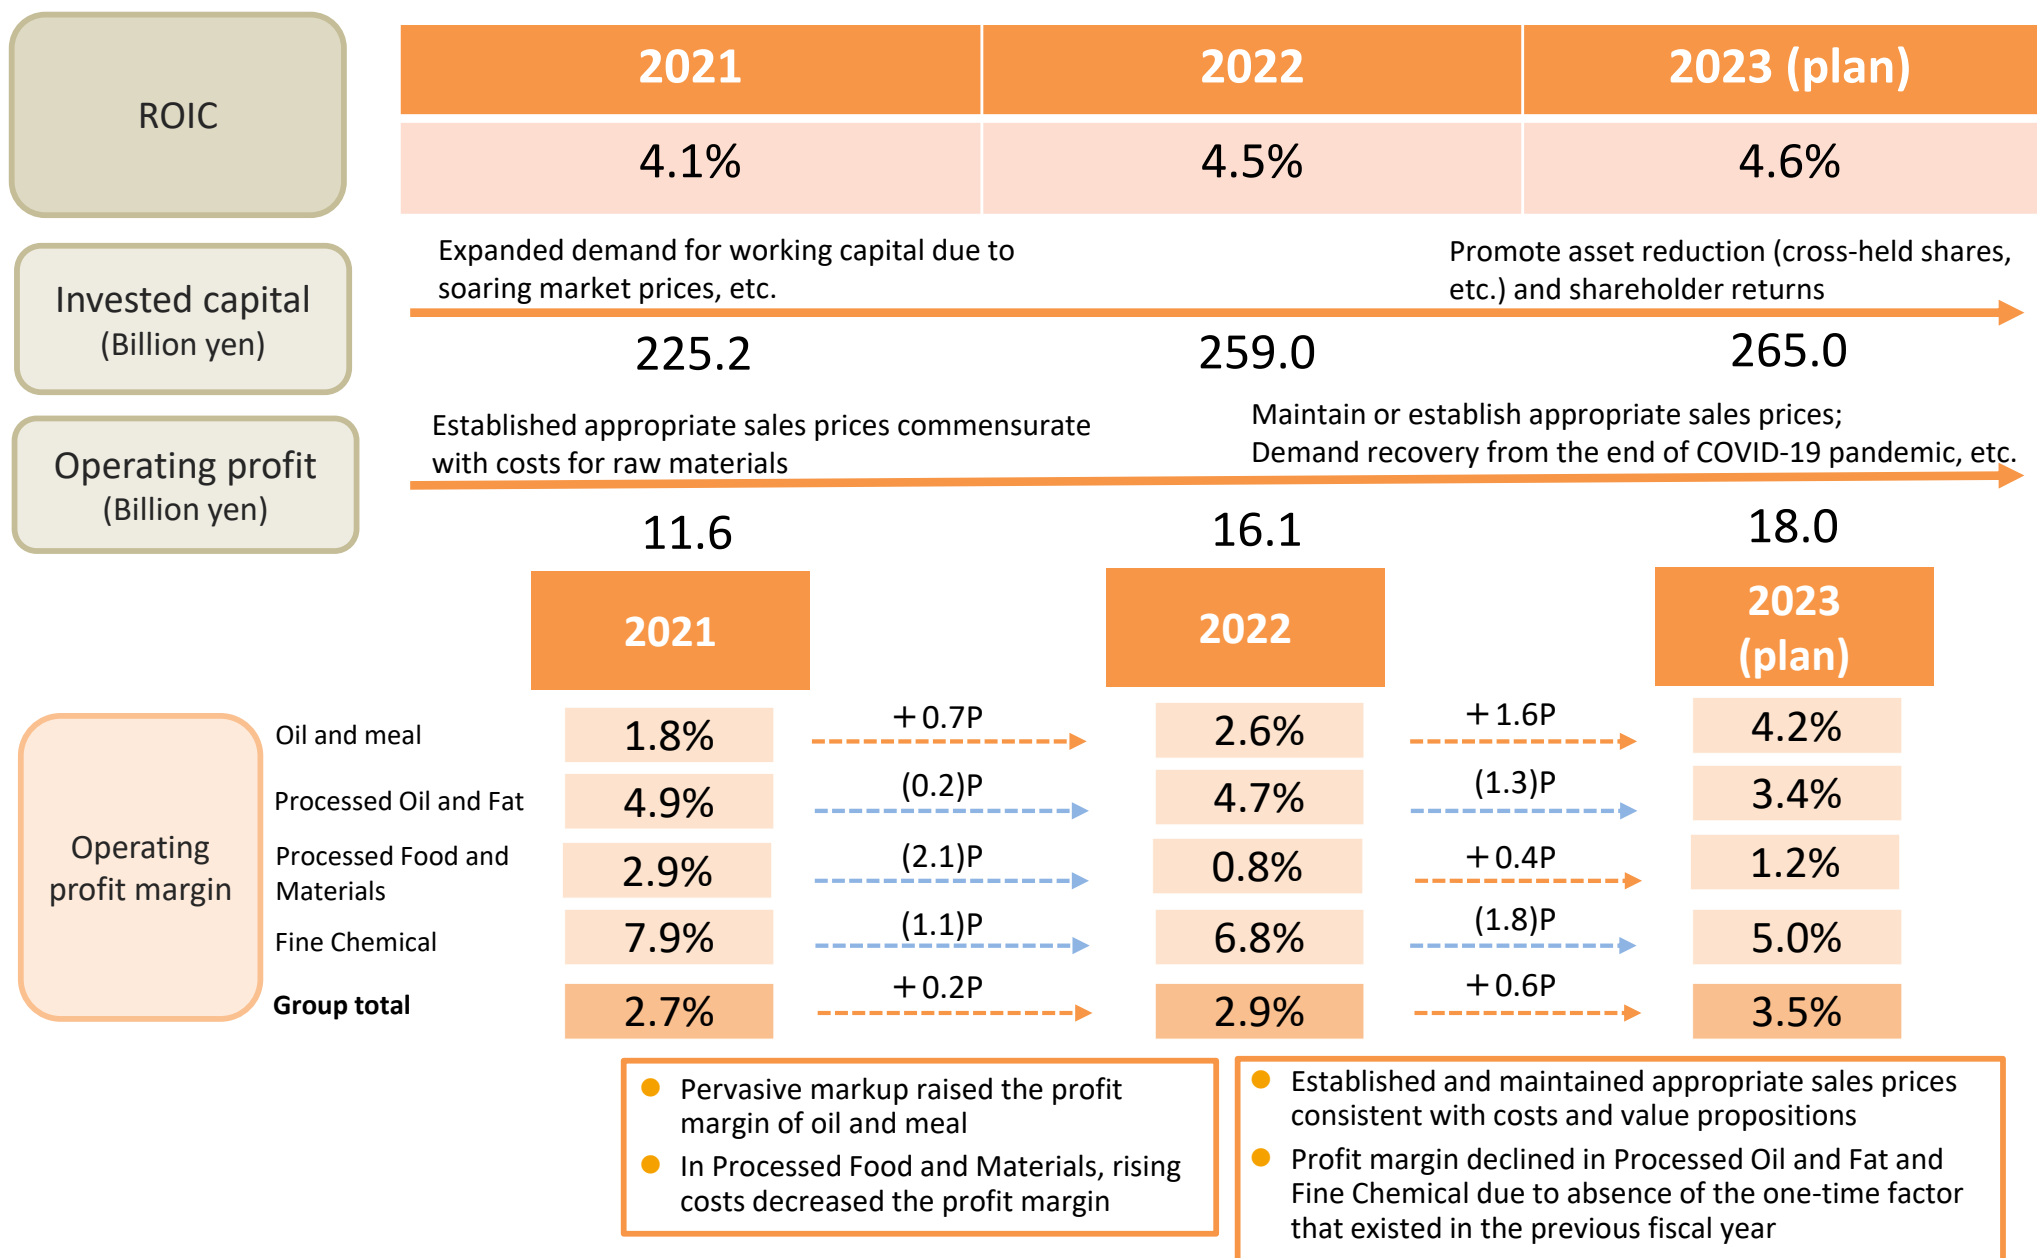 ROIC
2021 2022 2023 (plan)
4.1% 4.5% 4.6%
Invested capital
(Billion yen)
Expanded demand for working capital due to
soaring market prices, etc.
Promote asset reduction (cross-held shares,
etc.) and shareholder returns
225.2 259.0 265.0
Operating profit
(Billion yen)
Established appropriate sales prices commensurate
with costs for raw materials
Maintain or establish appropriate sales prices;
Demand recovery from the end of COVID-19 pandemic, etc.
11.6 16.1 18.0
2021 2022 2023
(plan)
Operating
profit margin
Oil and meal 1.8% +0.7P 2.6% +1.6P 4.2%
Processed Oil and Fat 4.9% (0.2)P 4.7% (1.3)P 3.4%
Processed Food and
Materials 2.9% (2.1)P 0.8% +0.4P 1.2%
Fine Chemical 7.9% (1.1)P 6.8% (1.8)P 5.0%
Group total 2.7% +0.2P 2.9% +0.6P 3.5%
● Pervasive markup raised the profit
margin of oil and meal
● In Processed Food and Materials, rising
costs decreased the profit margin
● Established and maintained appropriate sales prices
consistent with costs and value propositions
● Profit margin declined in Processed Oil and Fat and
Fine Chemical due to absence of the one-time factor
that existed in the previous fiscal year